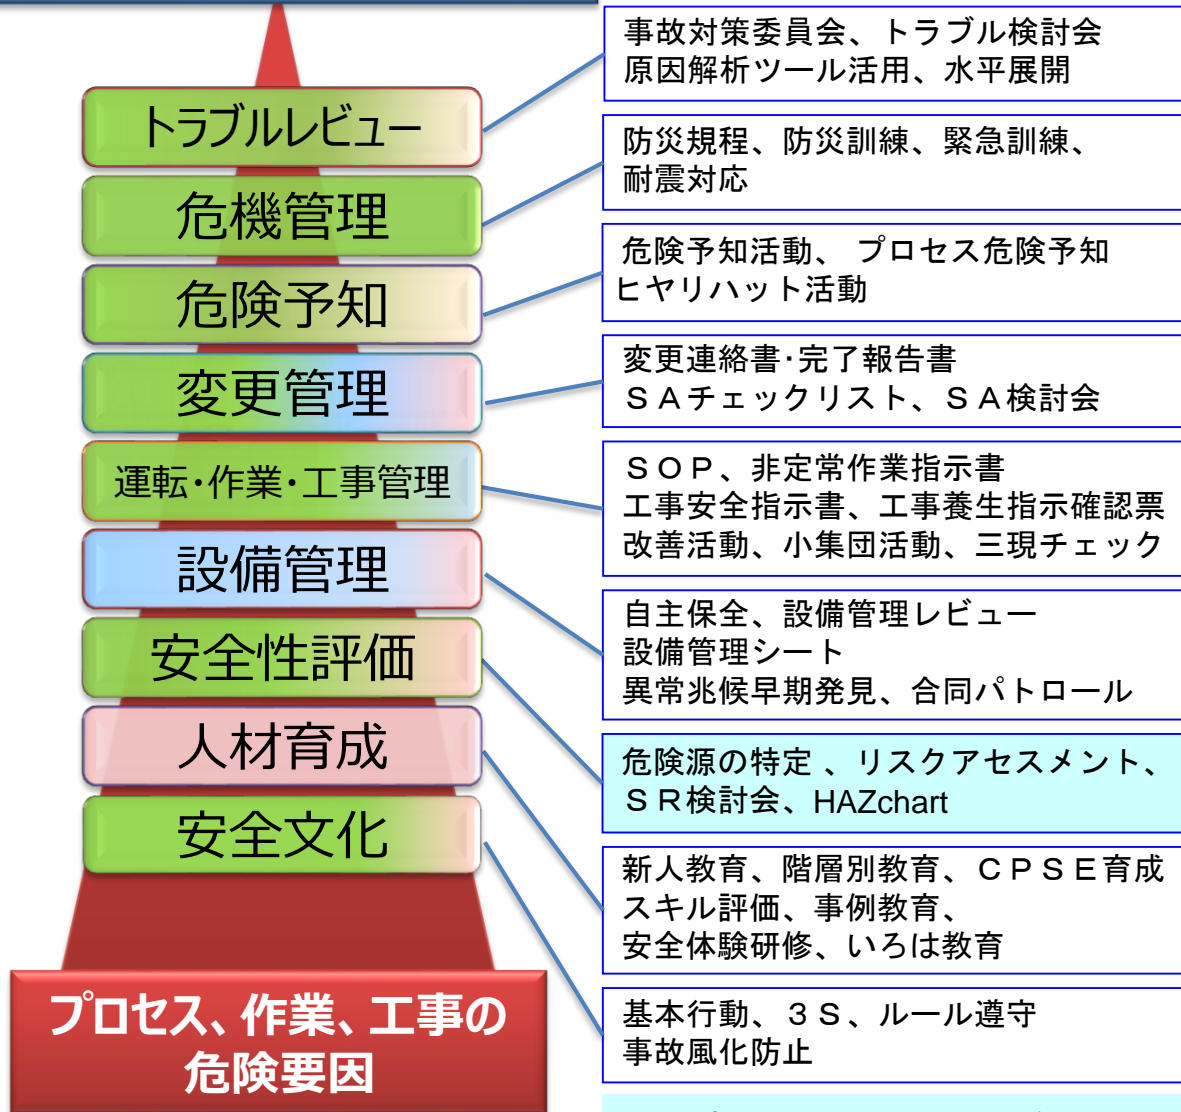 トラブルレビュー
危機管理
危険予知
変更管理
運転・作業・工事管理
設備管理
安全性評価
人材育成
安全文化
プロセス、作業、工事の
危険要因
事故対策委員会、トラブル検討会
原因解析ツール活用、水平展開
防災規程、防災訓練、緊急訓練、
耐震対応
危険予知活動、 プロセス危険予知
ヒヤリハット活動
変更連絡書･完了報告書
ＳＡチェックリスト、ＳＡ検討会
ＳＯＰ、非定常作業指示書
工事安全指示書、工事養生指示確認票
改善活動、小集団活動、三現チェック
自主保全、設備管理レビュー
設備管理シート
異常兆候早期発見、合同パトロール
危険源の特定 、リスクアセスメント、
ＳＲ検討会、HAZchart
新人教育、階層別教育、ＣＰＳＥ育成
スキル評価、事例教育、
安全体験研修、いろは教育
基本行動、３Ｓ、ルール遵守
事故風化防止